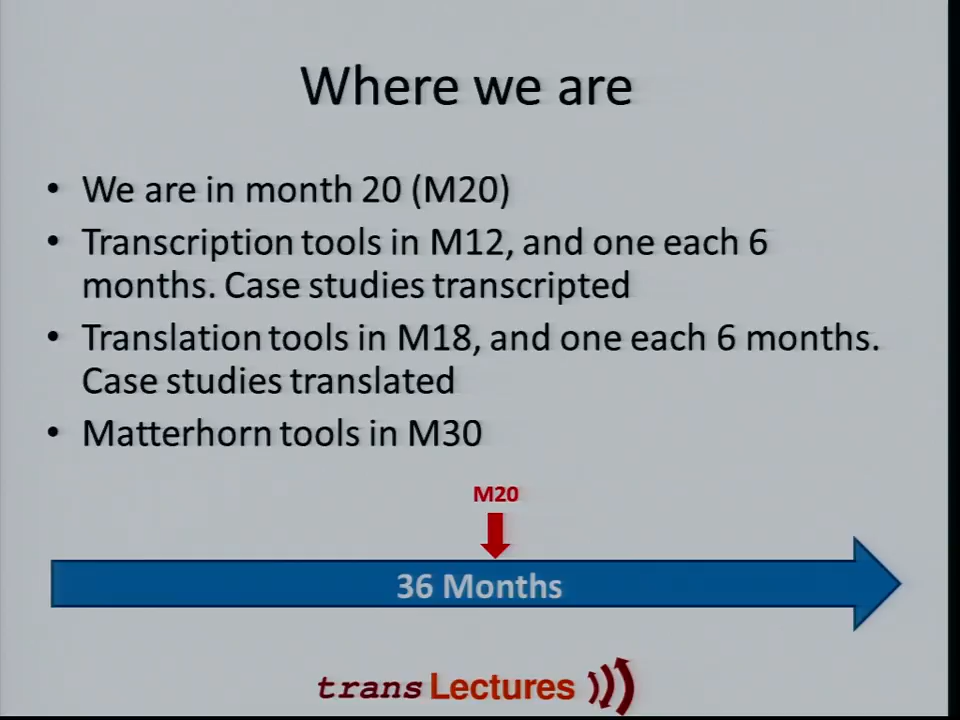 Where we are
• We are in month 20 (M20)
• Transcription tools in M12, and one each 6
months. Case studies transcripted
• Translation tools in M18, and one each 6 months.
Case studies translated
• Matterhorn tools in M30
M20
36 Months
trans Lectures